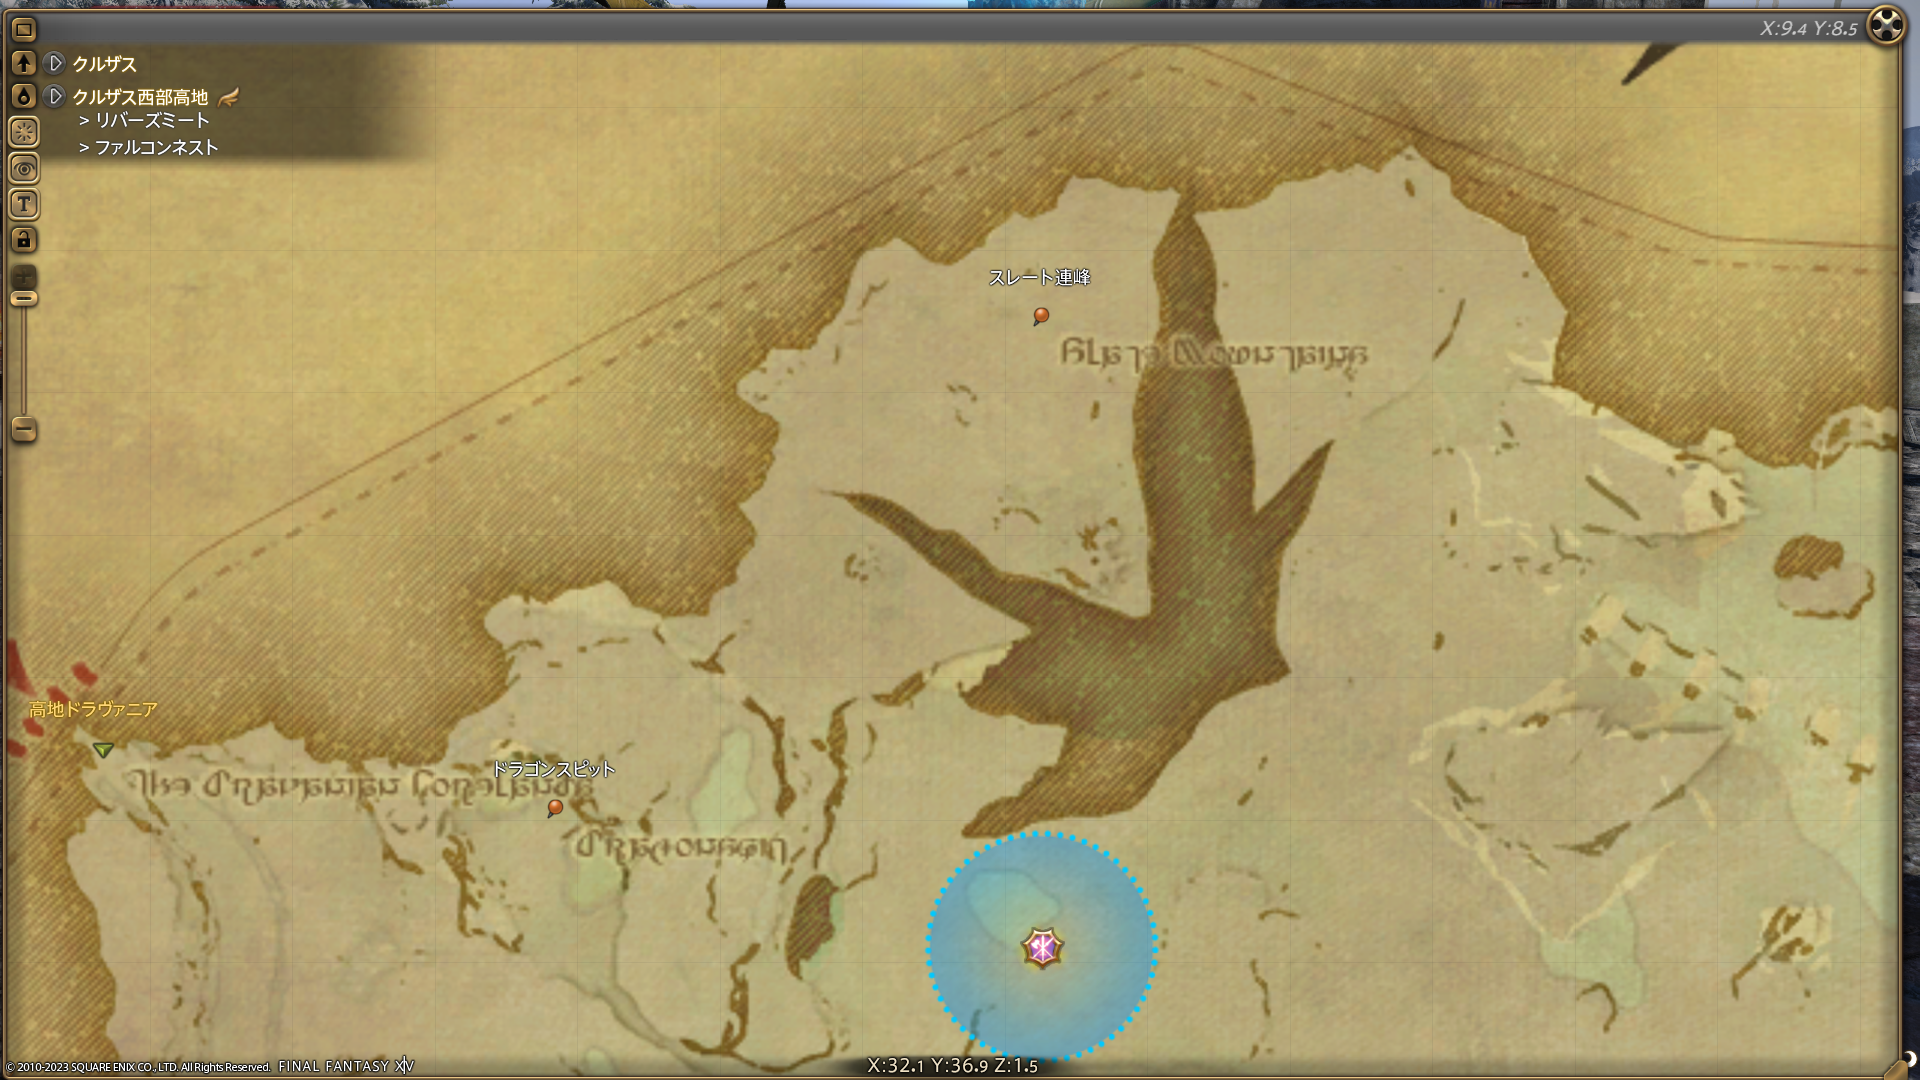 X:9.4 Y:8.5
クルザス
クルザス西部高地
> リバーズミート
> ファルコンネスト
T
スレート連峰
高地ドラヴァニア
ドラゴンスピット
© 2010-2023 SQUARE ENIX CO., LTD. All Rights Reserved. FINAL FANTASY XIV
X:32.1 Y:36.9 Z:1.5